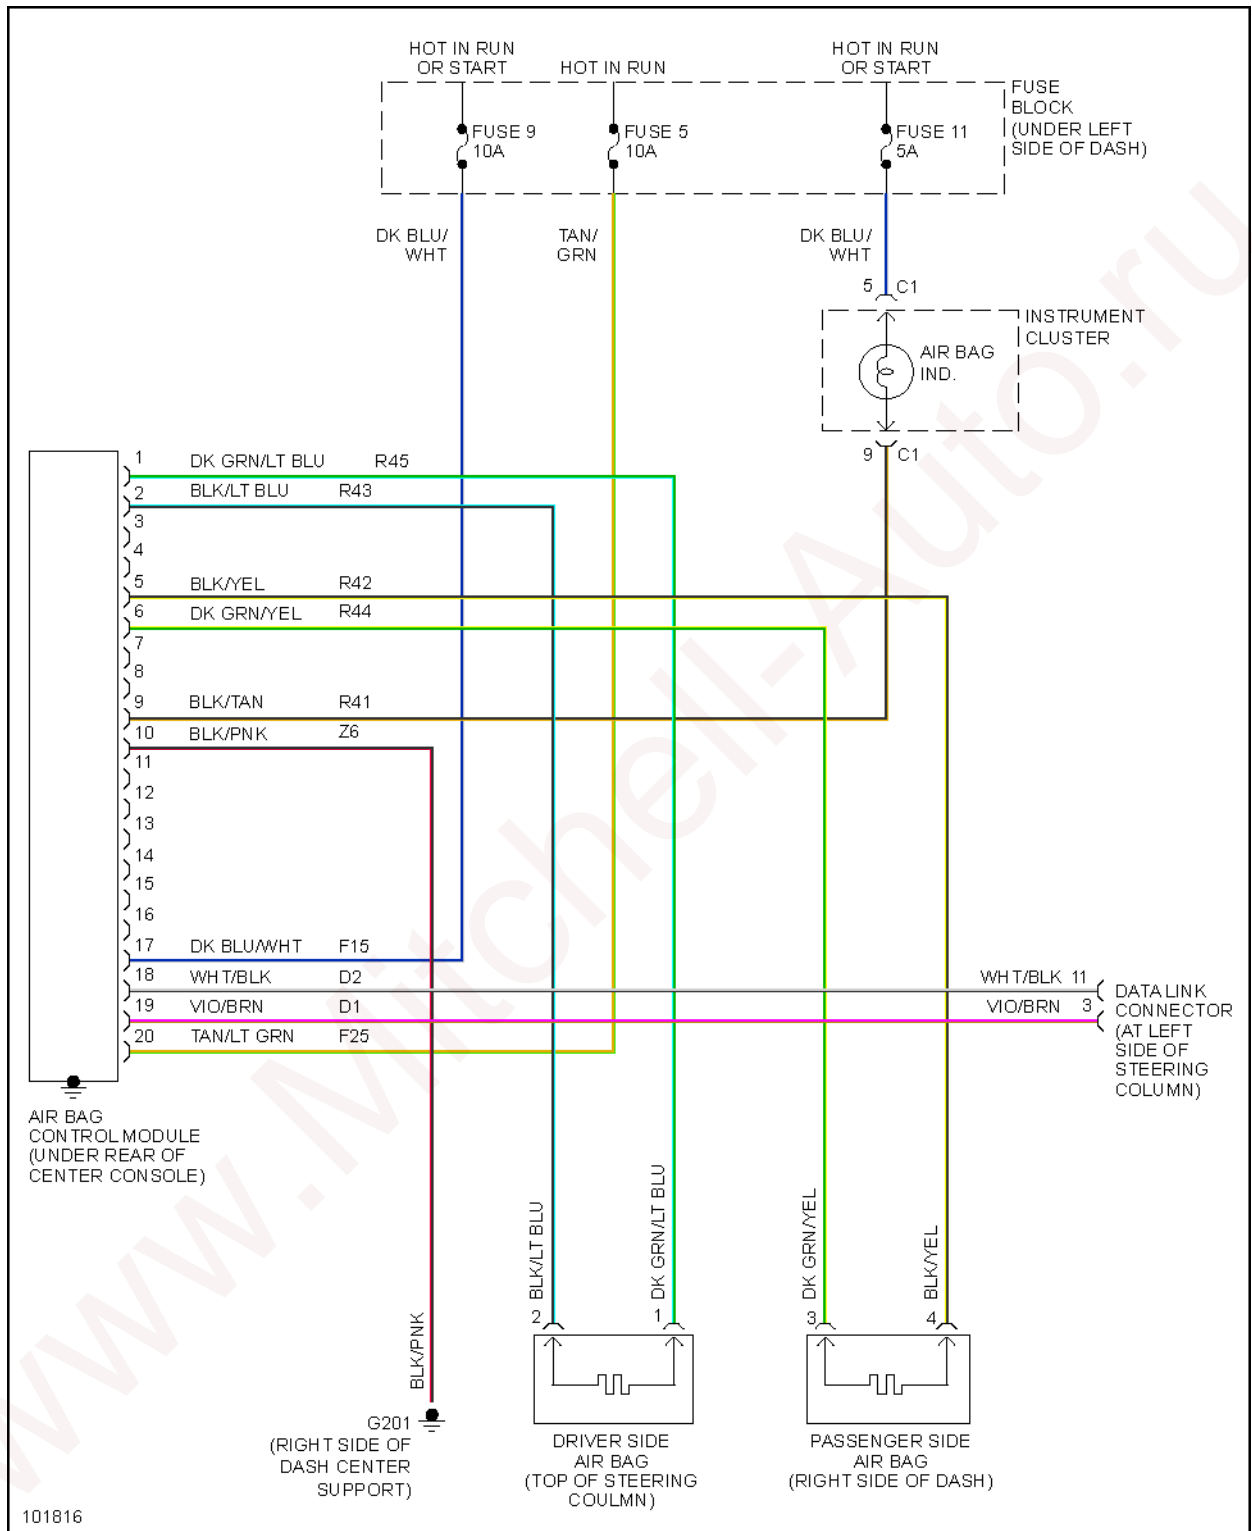 HOT IN RUN
OR START
HOT IN RUN
HOT IN RUN
OR START
FUSE
BLOCK
(UNDER LEFT
SIDE OF DASH)
FUSE 9
10A
FUSE 5
10A
FUSE 11
5A
DK BLU/
WHT
TAN/
GRN
DK BLU/
WHT
5 C1
INSTRUMENT
CLUSTER
AIR BAG
IND.
9 C1
1 DK GRN/LT BLU R45
2 BLK/LT BLU R43
3
4
5 BLK/YEL R42
6 DK GRN/YEL R44
7
8
9 BLK/TAN R41
10 BLK/PNK Z6
11
12
13
14
15
16
17 DK BLU/WHT F15
18 WHT/BLK D2
19 VIO/BRN D1
20 TAN/LT GRN F25
WHT/BLK 11
VIO/BRN 3
DATA LINK
CONNECTOR
(AT LEFT
SIDE OF
STEERING
COLUMN)
AIR BAG
CONTROL MODULE
(UNDER REAR OF
CENTER CONSOLE)
BLK/PNK
BLK/LT BLU
DK GRN/LT BLU
DK GRN/YEL
BLK/YEL
2
1
3
4
G201
(RIGHT SIDE OF
DASH CENTER
SUPPORT)
DRIVER SIDE
AIR BAG
(TOP OF STEERING
COULMN)
PASSENGER SIDE
AIR BAG
(RIGHT SIDE OF DASH)
101816
www.Mitchell-Auto.ru